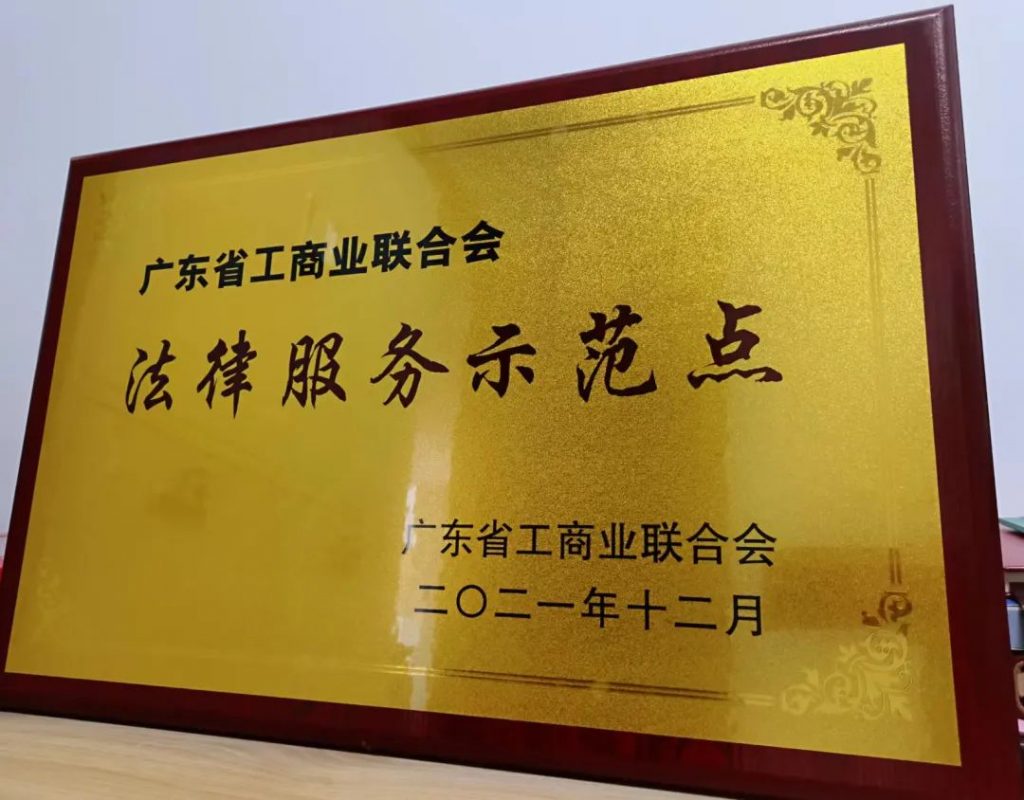 广东省工商业联合会
法律服务示范点
广东省工商业联合会
二〇二一年十二月